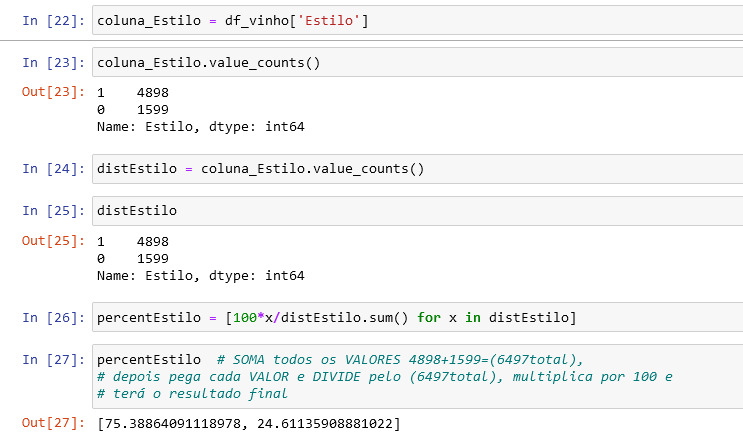 In [22]: coluna_Estilo = df_vinho['Estilo']
In [23]: coluna_Estilo.value_counts()
Out[23]: 1    4898
0    1599
Name: Estilo, dtype: int64
In [24]: distEstilo = coluna_Estilo.value_counts()
In [25]: distEstilo
Out[25]: 1    4898
0    1599
Name: Estilo, dtype: int64
In [26]: percentEstilo = [100*x/distEstilo.sum() for x in distEstilo]
In [27]: percentEstilo  # SOMA todos os VALORES 4898+1599=(6497total),
# depois pega cada VALOR e DIVIDE pelo (6497total), multiplica por 100 e
# terá o resultado final
Out[27]: [75.38864091118978, 24.61135908881022]